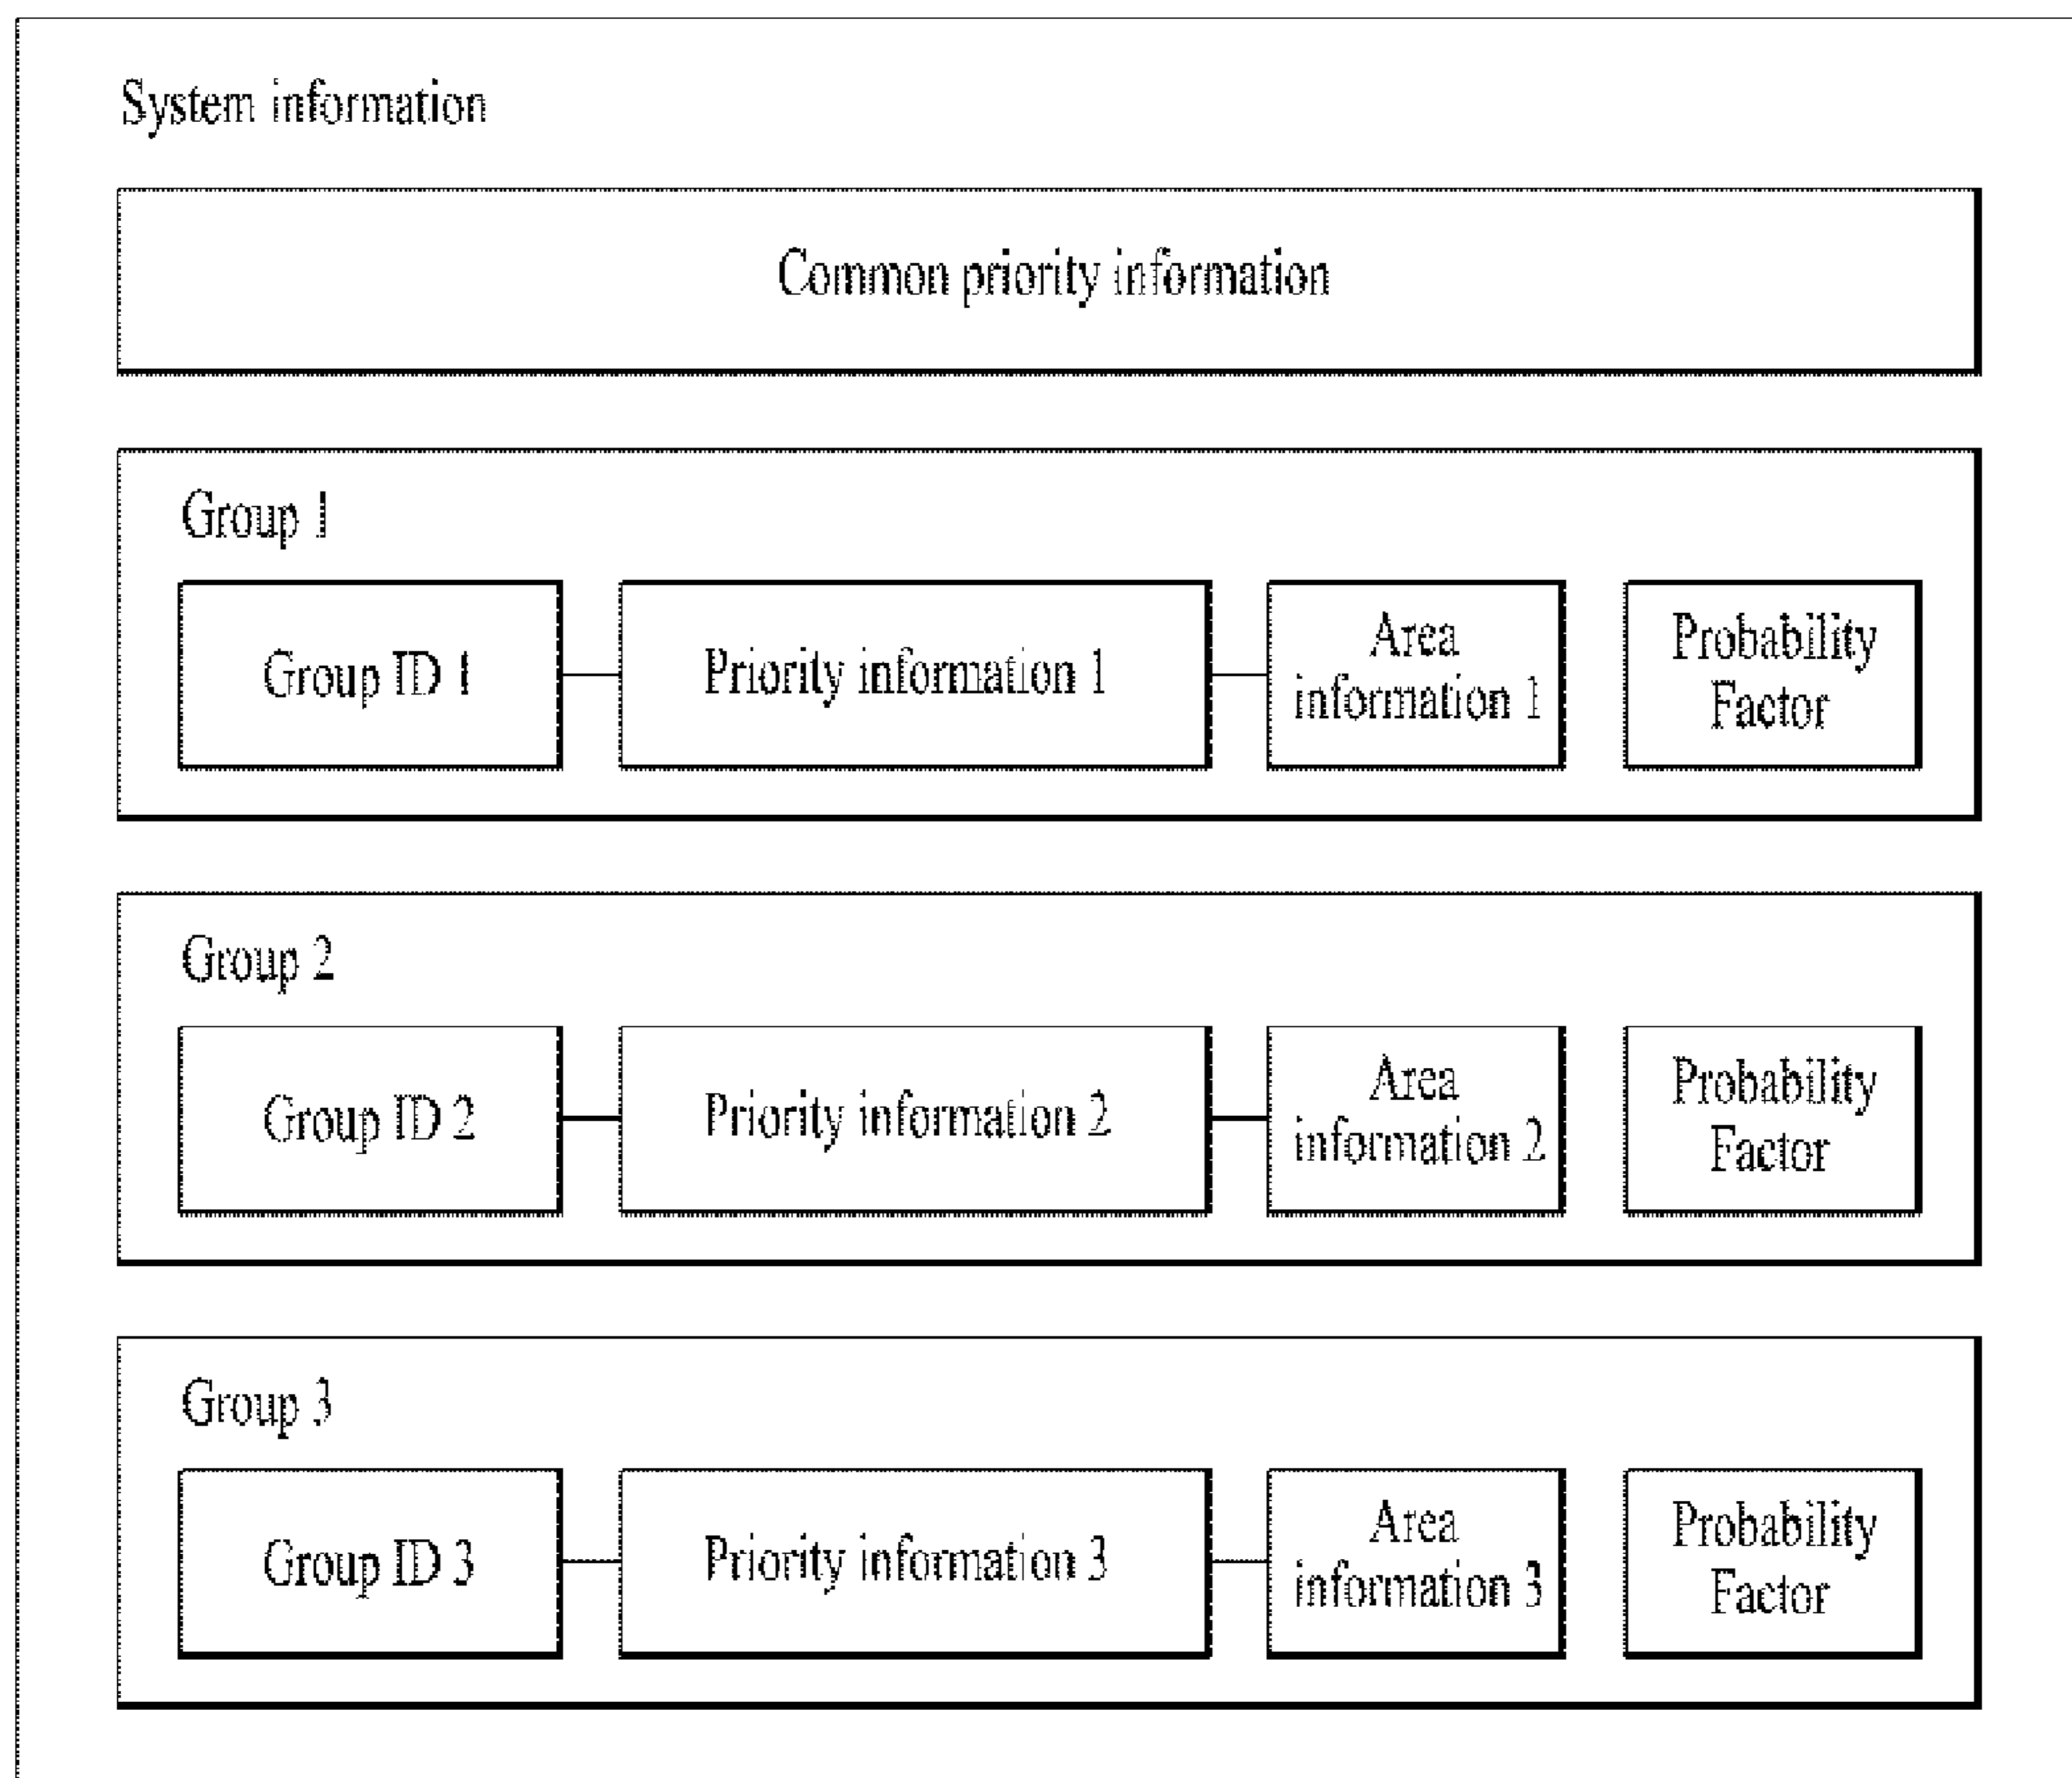 System information
Common priority information
Group 1
Group ID 1
Priority information 1
Area
information 1
Probability
Factor
Group 2
Group ID 2
Priority information 2
Area
information 2
Probability
Factor
Group 3
Group ID 3
Priority information 3
Area
information 3
Probability
Factor